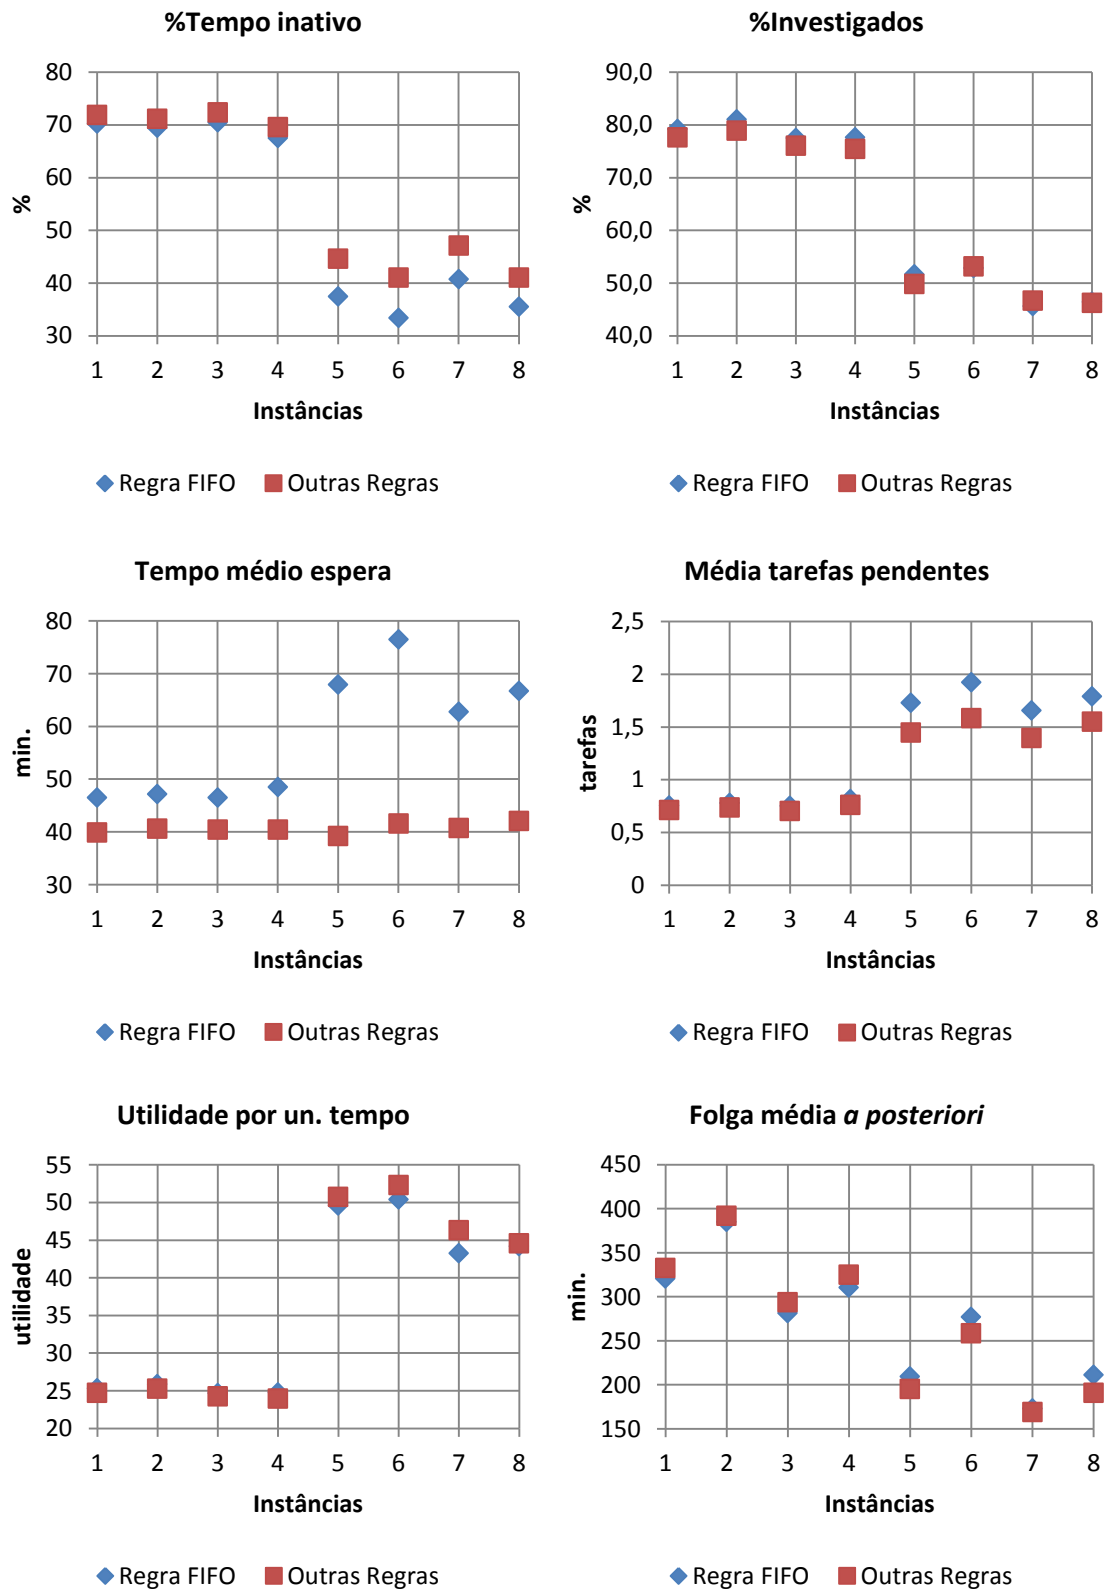 %Tempo inativo
80
70
60
50
40
30
%
1 2 3 4 5 6 7 8
Instâncias
Regra FIFO Outras Regras
%Investigados
90,0
80,0
70,0
60,0
50,0
40,0
%
1 2 3 4 5 6 7 8
Instâncias
Regra FIFO Outras Regras
Tempo médio espera
80
70
60
50
40
30
min.
1 2 3 4 5 6 7 8
Instâncias
Regra FIFO Outras Regras
Média tarefas pendentes
2,5
2
1,5
1
0,5
0
tarefas
1 2 3 4 5 6 7 8
Instâncias
Regra FIFO Outras Regras
Utilidade por un. tempo
55
50
45
40
35
30
25
20
utilidade
1 2 3 4 5 6 7 8
Instâncias
Regra FIFO Outras Regras
Folga média a posteriori
450
400
350
300
250
200
150
min.
1 2 3 4 5 6 7 8
Instâncias
Regra FIFO Outras Regras